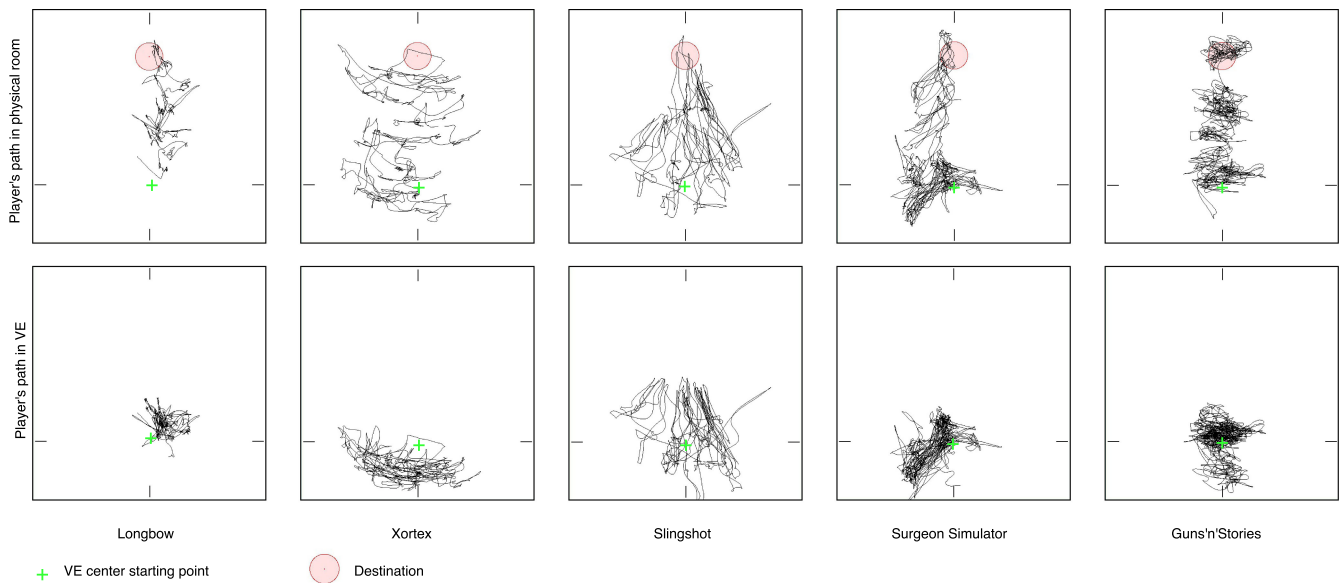 Player's path in physical room
Player's path in VE
Longbow
Xortex
Slingshot
Surgeon Simulator
Guns'n'Stories
VE center starting point
Destination